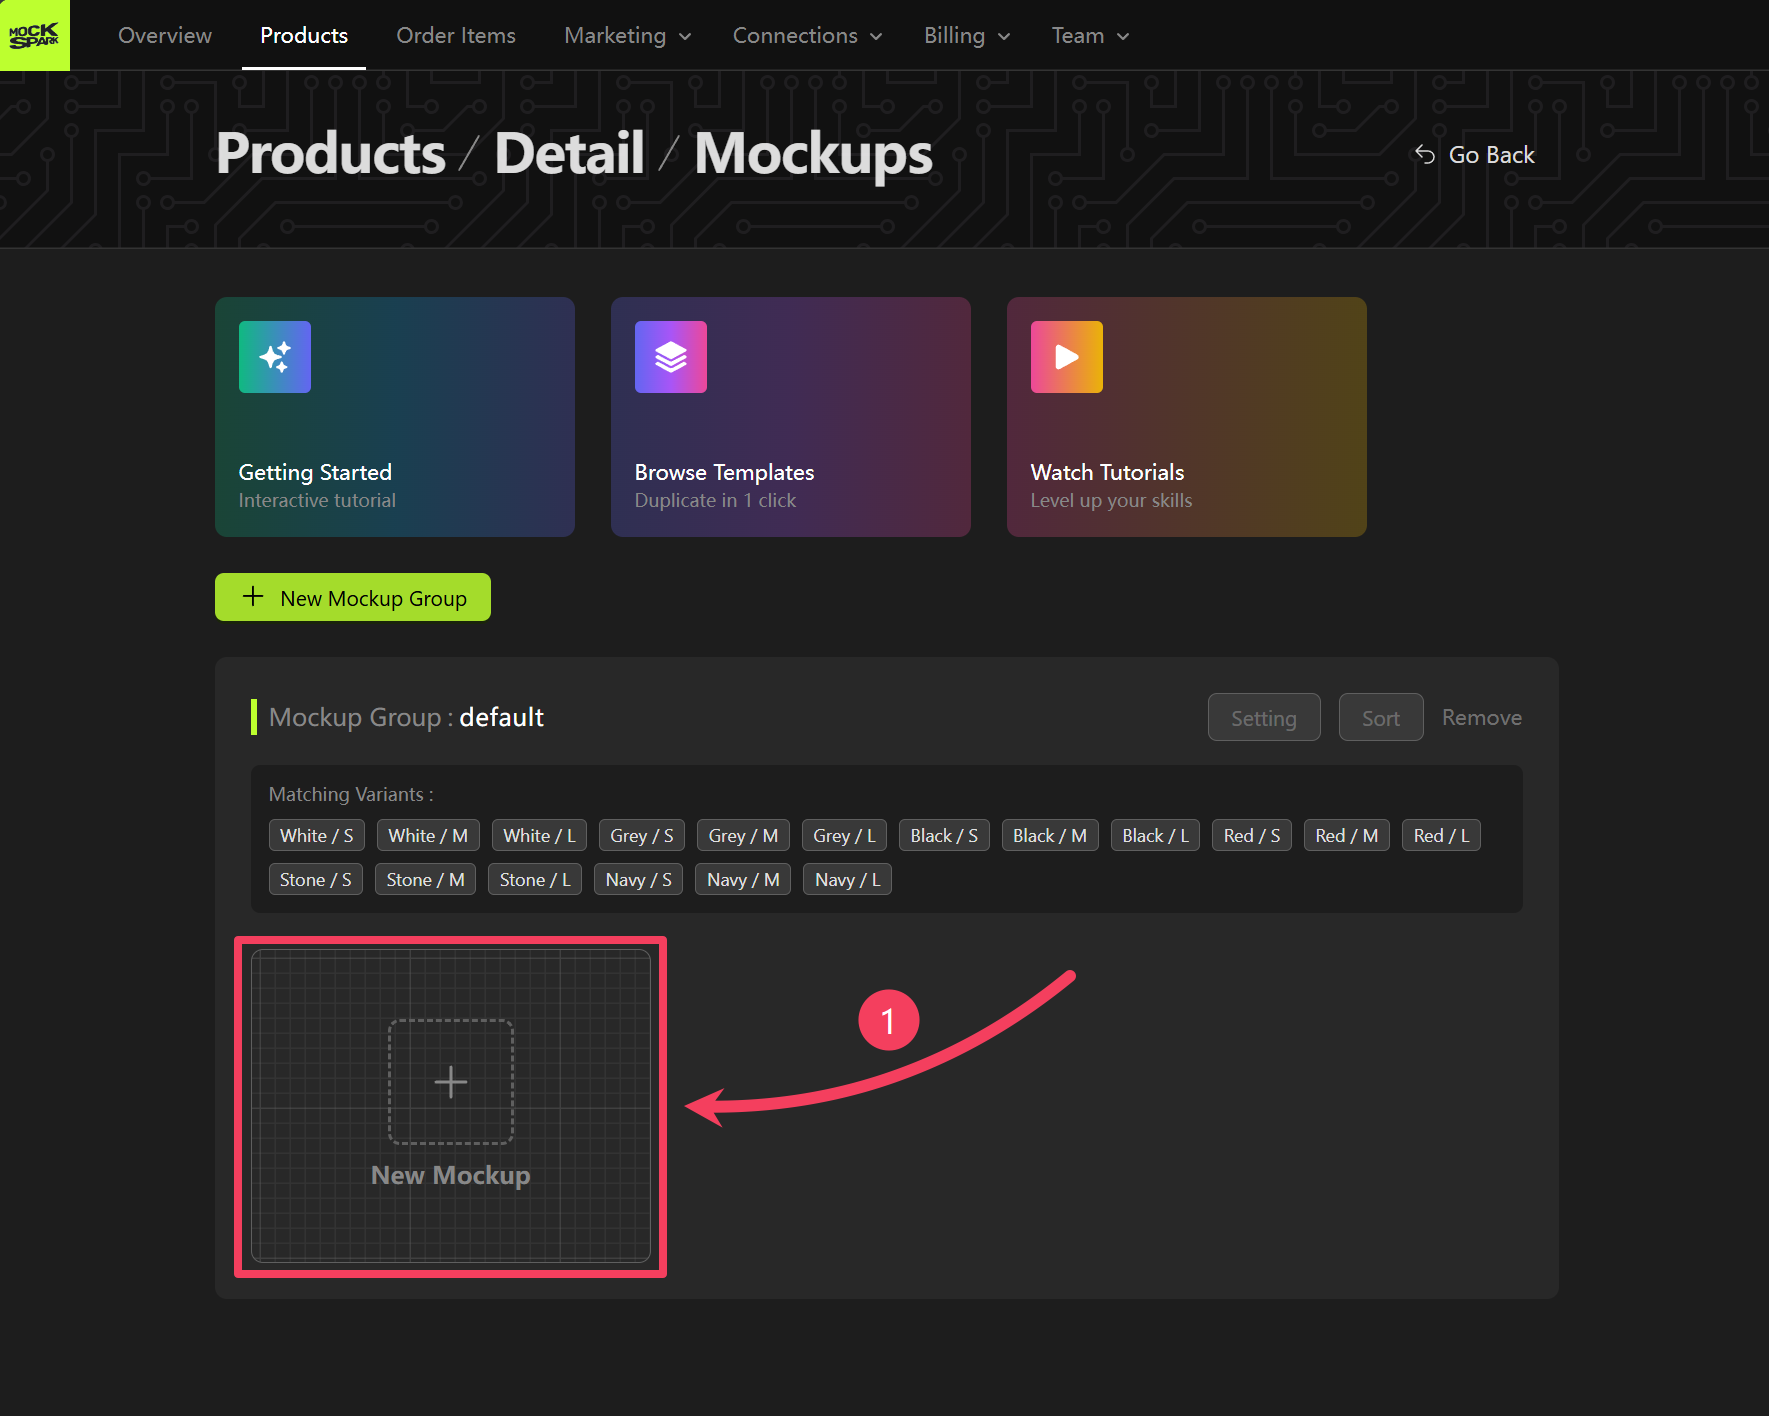 MOCK
SPARK
Overview Products Order Items Marketing Connections Billing Team
Products / Detail / Mockups
Go Back
Getting Started
Interactive tutorial
Browse Templates
Duplicate in 1 click
Watch Tutorials
Level up your skills
New Mockup Group
Mockup Group : default
Setting Sort Remove
Matching Variants :
White / S White / M White / L Grey / S Grey / M Grey / L Black / S Black / M Black / L Red / S Red / M Red / L
Stone / S Stone / M Stone / L Navy / S Navy / M Navy / L
1
New Mockup